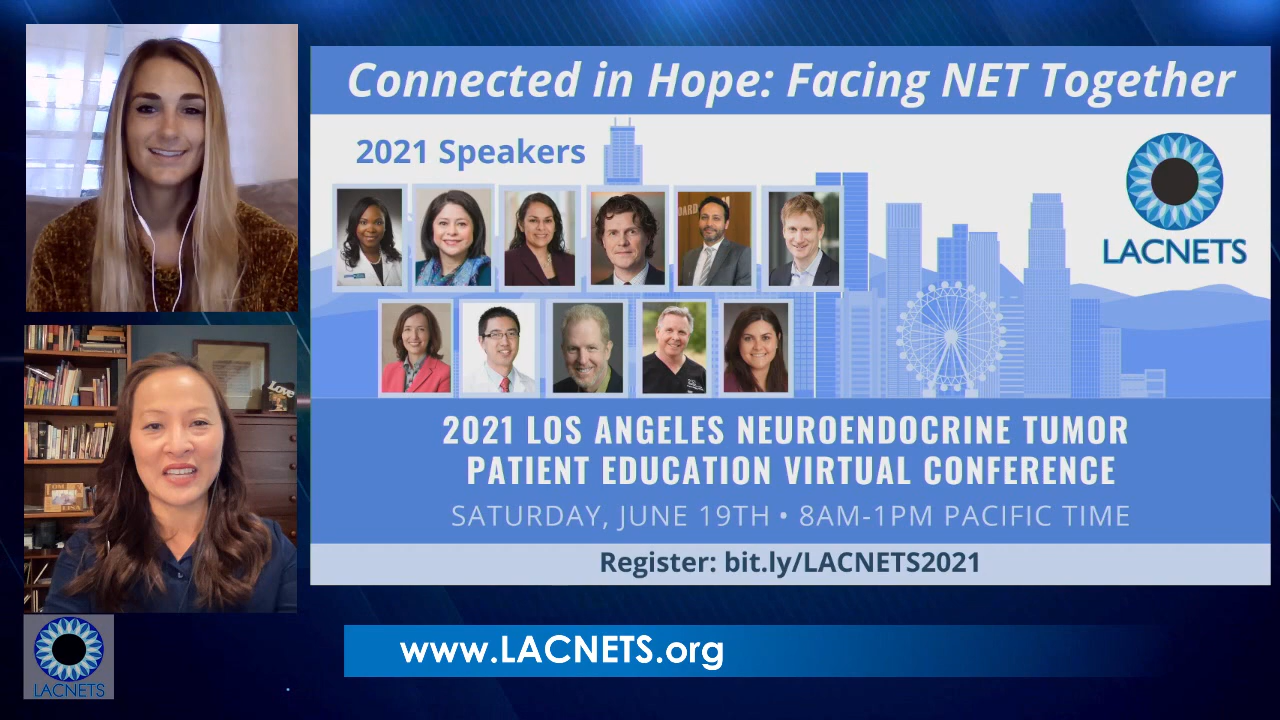 Connected in Hope: Facing NET Together
2021 Speakers
LACNETS
Love
2021 LOS ANGELES NEUROENDOCRINE TUMOR
PATIENT EDUCATION VIRTUAL CONFERENCE
SATURDAY, JUNE 19TH • 8AM-1PM PACIFIC TIME
Register: bit.ly/LACNETS2021
www.LACNETS.org
LACNETS